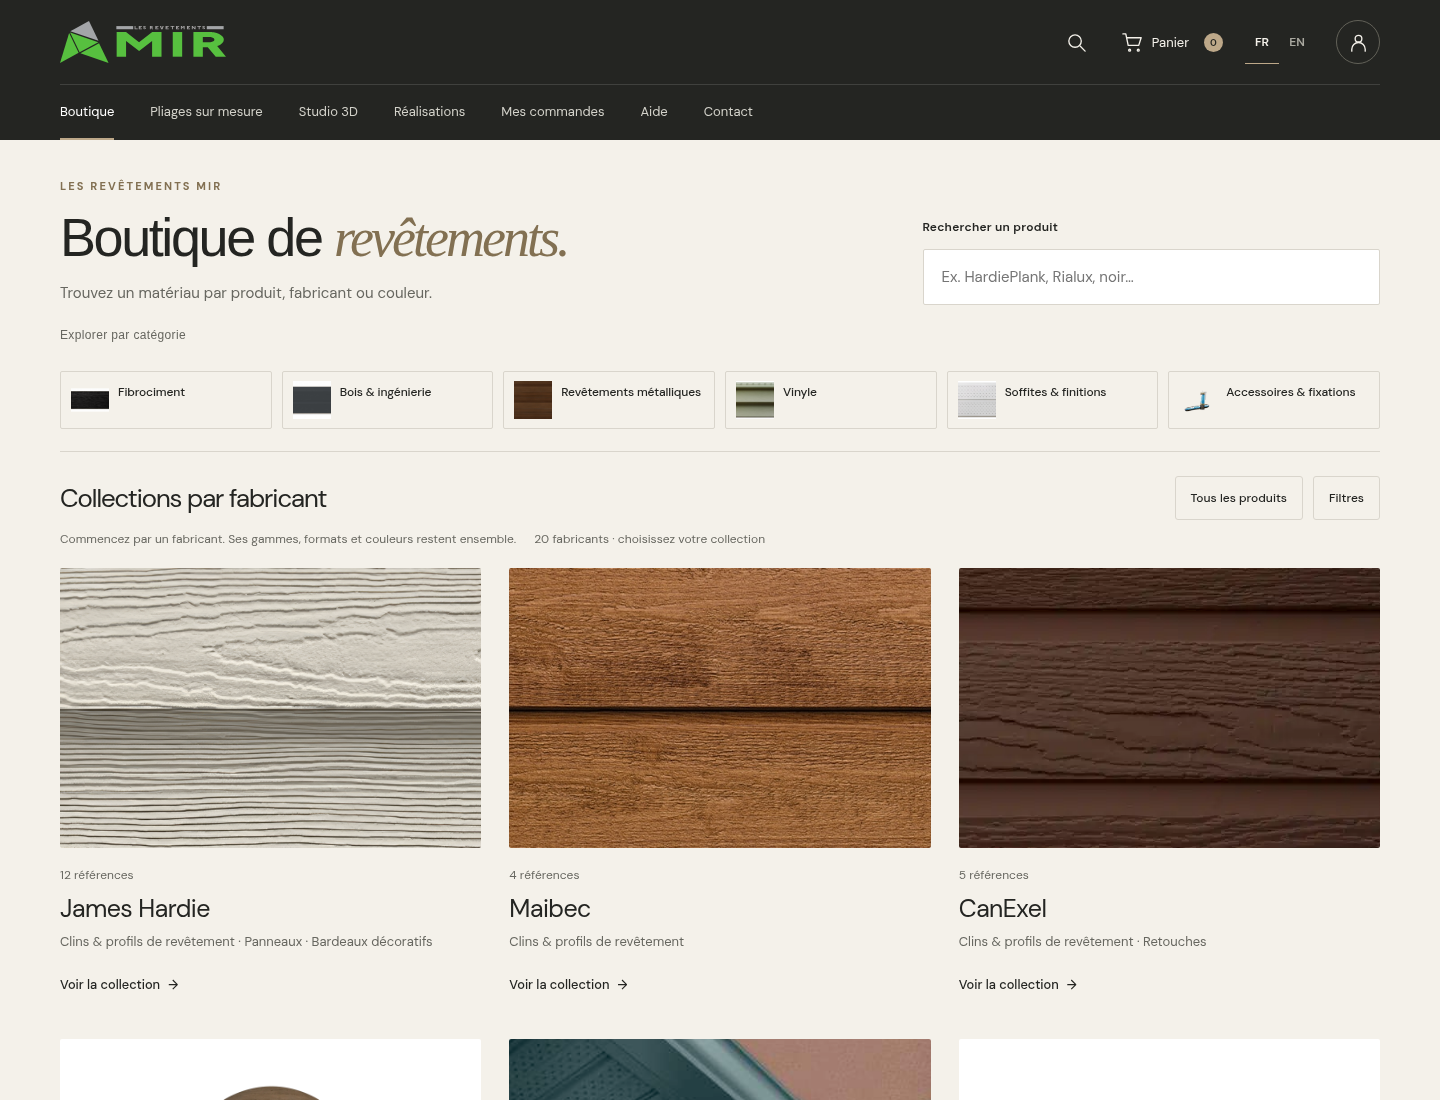 LES REVÊTEMENTS
MIR
Panier 0 FR EN
Boutique Pliages sur mesure Studio 3D Réalisations Mes commandes Aide Contact
LES REVÊTEMENTS MIR
Boutique de revêtements.
Trouvez un matériau par produit, fabricant ou couleur.
Rechercher un produit
Ex. HardiePlank, Rialux, noir…
Explorer par catégorie
Fibrociment Bois & ingénierie Revêtements métalliques Vinyle Soffites & finitions Accessoires & fixations
Collections par fabricant
Tous les produits Filtres
Commencez par un fabricant. Ses gammes, formats et couleurs restent ensemble. 20 fabricants · choisissez votre collection
12 références
James Hardie
Clins & profils de revêtement · Panneaux · Bardeaux décoratifs
Voir la collection →
4 références
Maibec
Clins & profils de revêtement
Voir la collection →
5 références
CanExel
Clins & profils de revêtement · Retouches
Voir la collection →